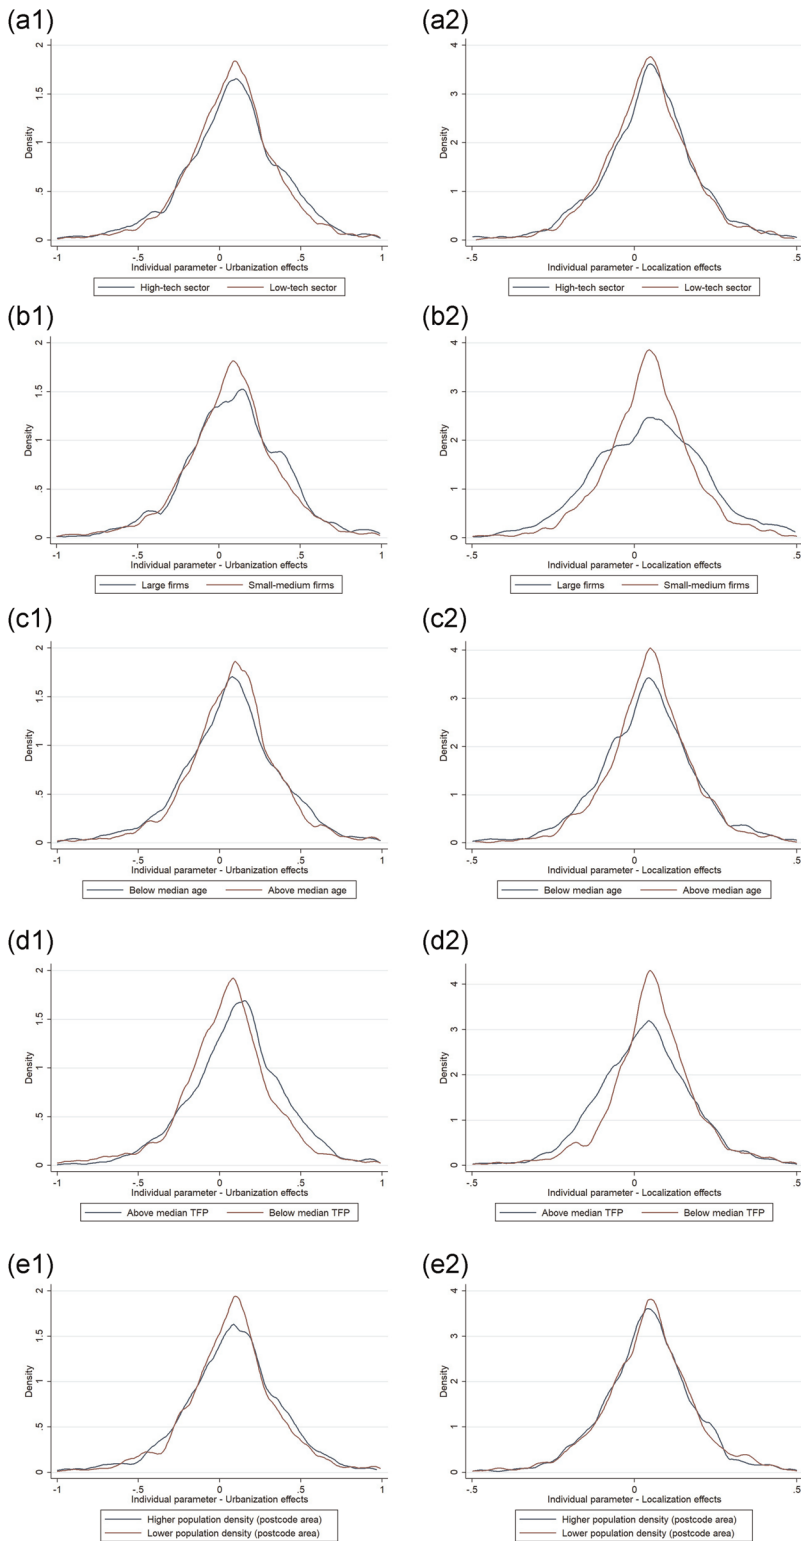 (a1) (a2)
Density
0 .5 1 1.5 2
-1 -.5 0 .5 1
Individual parameter - Urbanization effects
High-tech sector Low-tech sector
Density
0 1 2 3 4
-.5 0 .5
Individual parameter - Localization effects
High-tech sector Low-tech sector
(b1) (b2)
Density
0 .5 1 1.5 2
-1 -.5 0 .5 1
Individual parameter - Urbanization effects
Large firms Small-medium firms
Density
0 1 2 3 4
-.5 0 .5
Individual parameter - Localization effects
Large firms Small-medium firms
(c1) (c2)
Density
0 .5 1 1.5 2
-1 -.5 0 .5 1
Individual parameter - Urbanization effects
Below median age Above median age
Density
0 1 2 3 4
-.5 0 .5
Individual parameter - Localization effects
Below median age Above median age
(d1) (d2)
Density
0 .5 1 1.5 2
-1 -.5 0 .5 1
Individual parameter - Urbanization effects
Above median TFP Below median TFP
Density
0 1 2 3 4
-.5 0 .5
Individual parameter - Localization effects
Above median TFP Below median TFP
(e1) (e2)
Density
0 .5 1 1.5 2
-1 -.5 0 .5 1
Individual parameter - Urbanization effects
Higher population density (postcode area)
Lower population density (postcode area)
Density
0 1 2 3 4
-.5 0 .5
Individual parameter - Localization effects
Higher population density (postcode area)
Lower population density (postcode area)